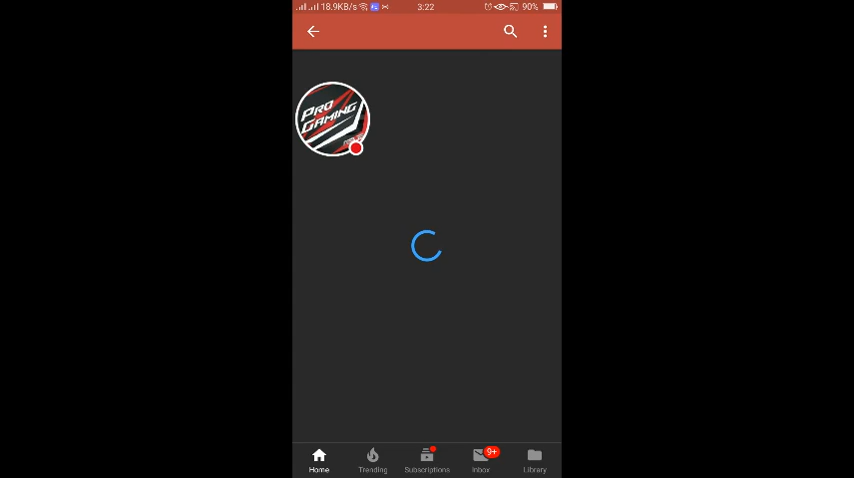 18.9KB/s 3:22 90%
PRO
GAMING
9+
Home Trending Subscriptions Inbox Library